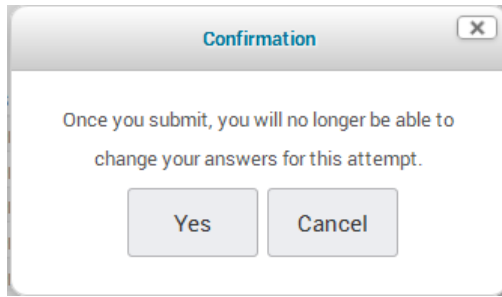 Confirmation
Once you submit, you will no longer be able to
change your answers for this attempt.
Yes
Cancel